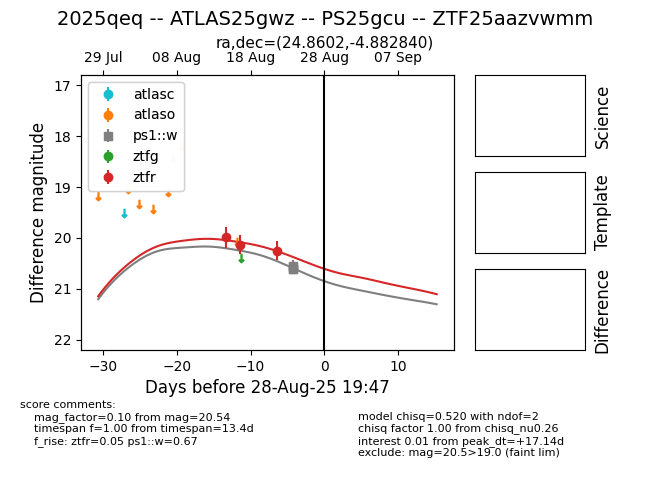 2025qeq -- ATLAS25gwz -- PS25gcu -- ZTF25aazvwmm
ra,dec=(24.8602,-4.882840)
29 Jul 08 Aug 18 Aug 28 Aug 07 Sep
17
18
19
20
21
22
Difference magnitude
atlasc
atlaso
ps1::w
ztfg
ztfr
−30 −20 −10 0 10
Days before 28-Aug-25 19:47
Science
Template
Difference
score comments:
mag_factor=0.10 from mag=20.54
timespan f=1.00 from timespan=13.4d
f_rise: ztfr=0.05 ps1::w=0.67
model chisq=0.520 with ndof=2
chisq factor 1.00 from chisq_nu0.26
interest 0.01 from peak_dt=+17.14d
exclude: mag=20.5>19.0 (faint lim)